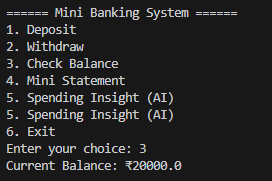 ====== Mini Banking System ======
1. Deposit
2. Withdraw
3. Check Balance
4. Mini Statement
5. Spending Insight (AI)
5. Spending Insight (AI)
6. Exit
Enter your choice: 3
Current Balance: ₹20000.0